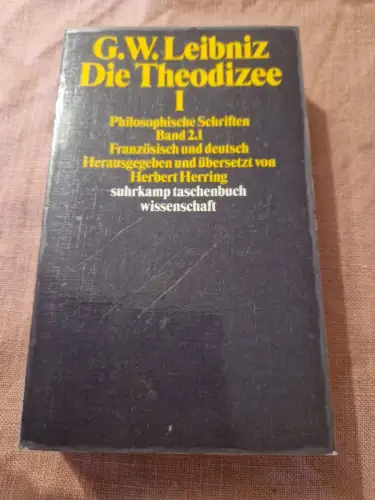 G.W. Leibniz
Die Theodizee
I
Philosophische Schriften
Band 2.1
Französisch und deutsch
Herausgegeben und übersetzt von
Herbert Herring
suhrkamp taschenbuch
wissenschaft